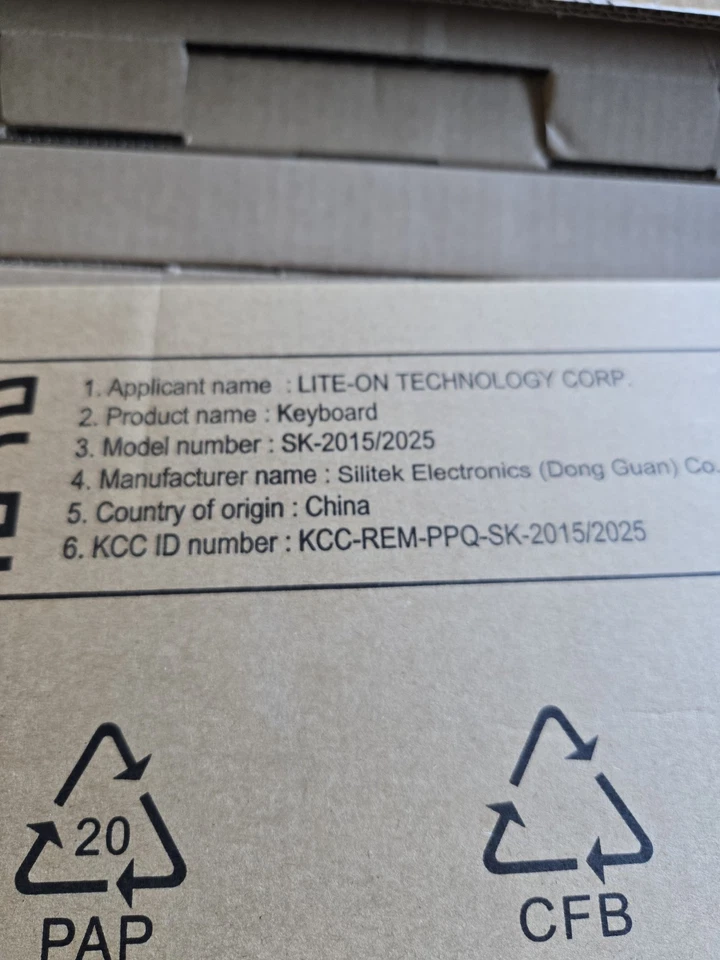 1. Applicant name : LITE-ON TECHNOLOGY CORP.
2. Product name : Keyboard
3. Model number : SK-2015/2025
4. Manufacturer name : Silitek Electronics (Dong Guan) Co.
5. Country of origin : China
6. KCC ID number : KCC-REM-PPQ-SK-2015/2025
20
PAP
CFB